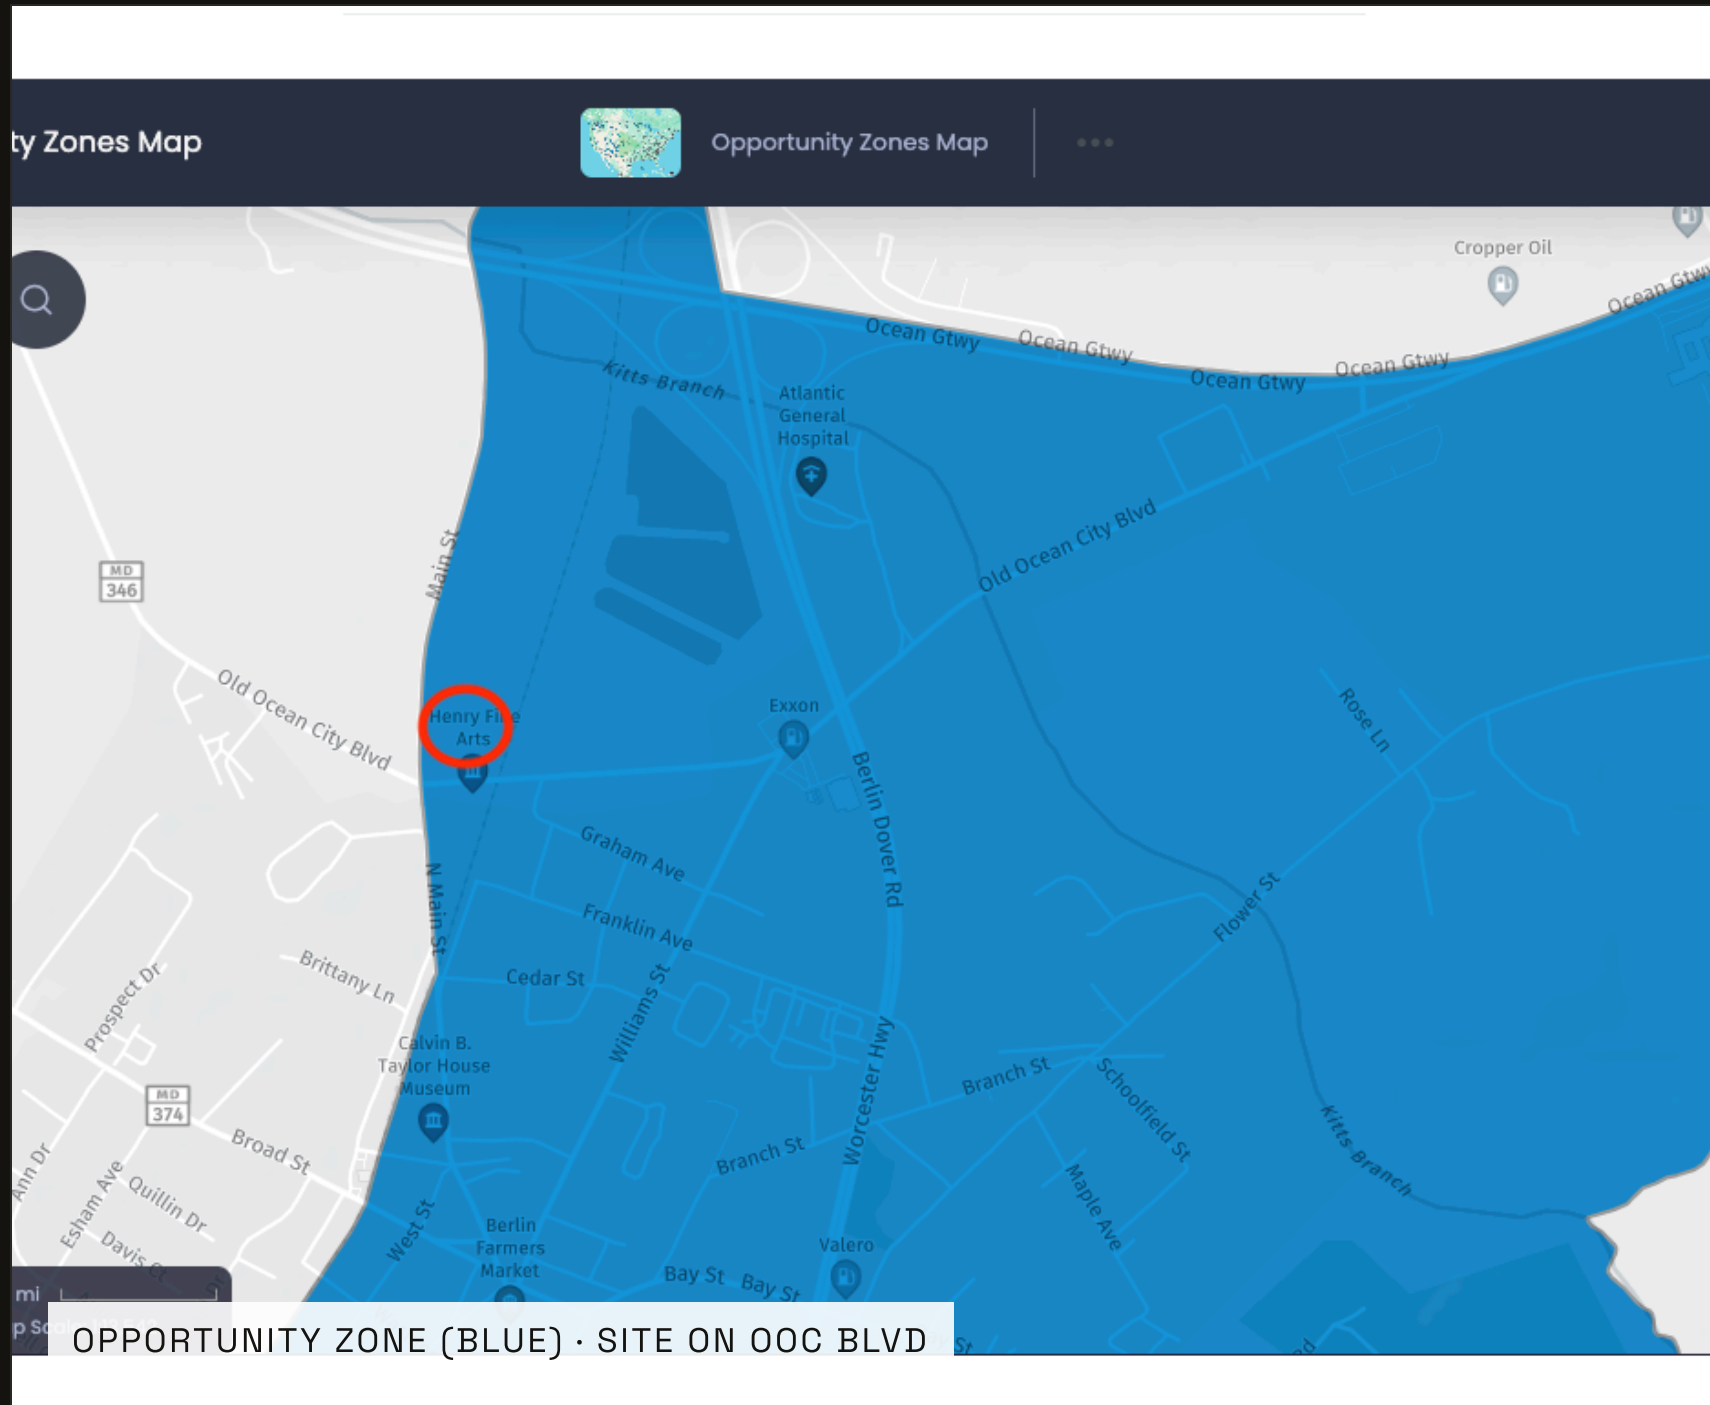 ty Zones Map
Opportunity Zones Map
Cropper Oil
Ocean Gtwy
Ocean Gtwy
Ocean Gtwy
Ocean Gtwy
Ocean Gtwy
Kitts Branch
Atlantic
General
Hospital
Old Ocean City Blvd
Main St
MD
346
Old Ocean City Blvd
Henry Fine
Arts
Exxon
Rose Ln
Berlin Dover Rd
Graham Ave
N Main St
Franklin Ave
Flower St
Brittany Ln
Prospect Dr
Cedar St
Williams St
Calvin B.
Taylor House
Museum
Worcester Hwy
Branch St
Schoolfield St
MD
374
Broad St
Branch St
Kitts Branch
Ann Dr
Esham Ave
Quillin Dr
Maple Ave
West St
Davis Ct
Dr
Berlin
Farmers
Market
Valero
Bay St
Bay St
mi
St
OPPORTUNITY ZONE (BLUE) · SITE ON OOC BLVD